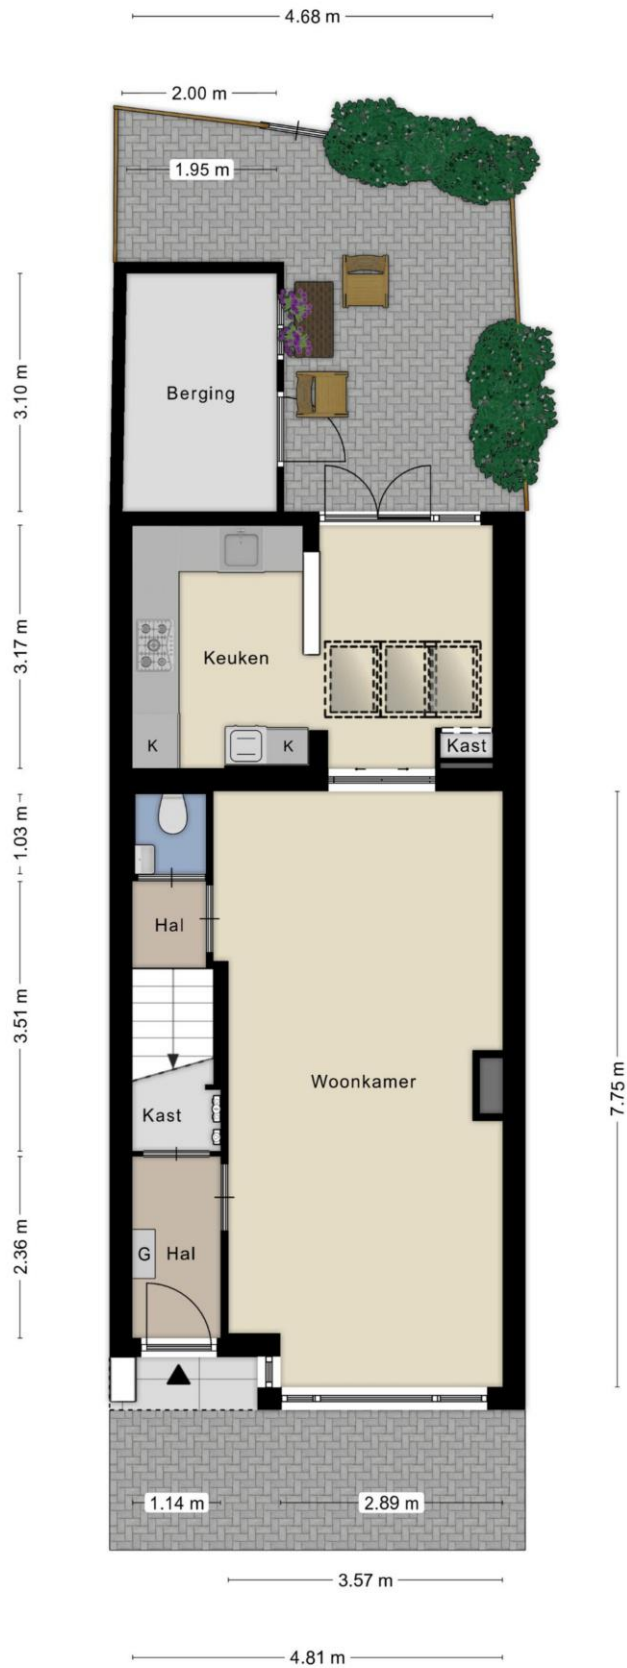 4.68 m
2.00 m
1.95 m
3.10 m
Berging
3.17 m
Keuken
K
K
Kast
1.03 m
Hal
3.51 m
Woonkamer
7.75 m
Kast
2.36 m
G
Hal
1.14 m
2.89 m
3.57 m
4.81 m